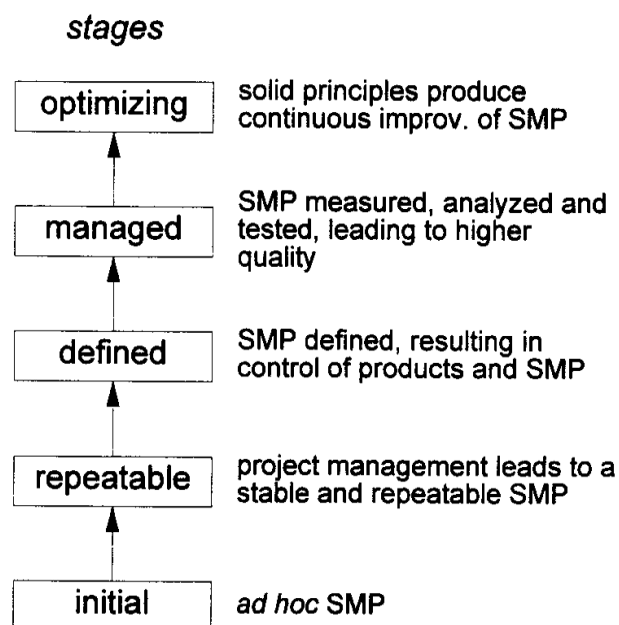 stages
optimizing
solid principles produce
continuous improv. of SMP
managed
SMP measured, analyzed and
tested, leading to higher
quality
defined
SMP defined, resulting in
control of products and SMP
repeatable
project management leads to a
stable and repeatable SMP
initial
ad hoc SMP